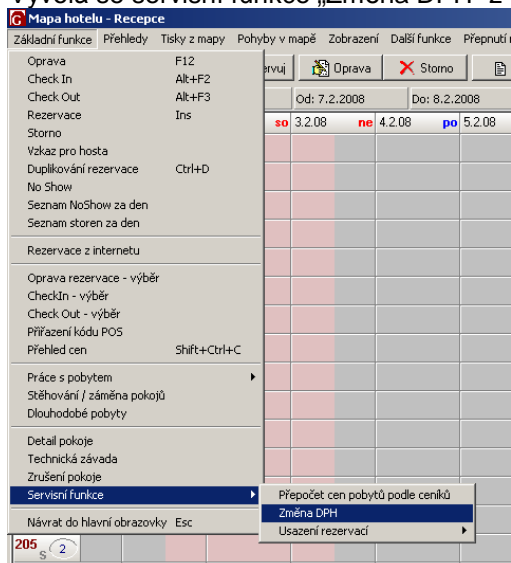 Vyvolá se servisní funkce „Změna DPH 2
Mapa hotelu - Recepce
Základní funkce Přehledy Tisky z mapy Pohyby v mapě Zobrazení Další funkce Přepnutí
Oprava F12
rvuj Oprava Storno
Check In Alt+F2
Check Out Alt+F3
Od: 7.2.2008 Do: 8.2.2008
Rezervace Ins
so 3.2.08 ne 4.2.08 po 5.2.08
Storno
Vzkaz pro hosta
Duplikování rezervace Ctrl+D
No Show
Seznam NoShow za den
Seznam storen za den
Rezervace z internetu
Oprava rezervace - výběr
CheckIn - výběr
Check Out - výběr
Přiřazení kódu POS
Přehled cen Shift+Ctrl+C
Práce s pobytem
Stěhování / záměna pokojů
Dlouhodobé pobyty
Detail pokoje
Technická závada
Zrušení pokoje
Servisní funkce
Přepočet cen pobytů podle ceníků
Změna DPH
Usazení rezervací
Návrat do hlavní obrazovky Esc
205 S 2